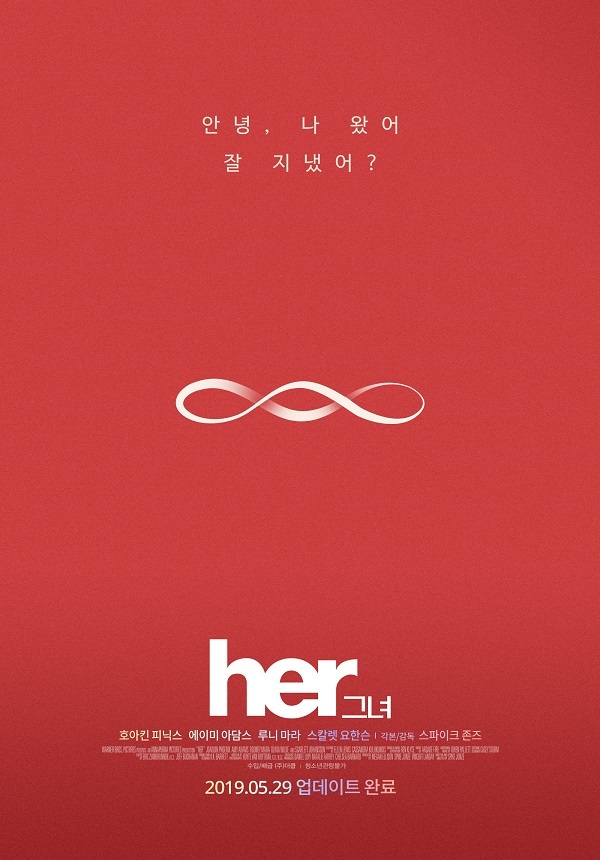 안녕, 나 왔어
잘 지냈어?
her 그녀
호아킨 피닉스 에이미 아담스 루니 마라 스칼렛 요한슨 | 각본/감독 스파이크 존즈
수입/배급 (주)더쿱 | 청소년관람불가
2019.05.29 업데이트 완료